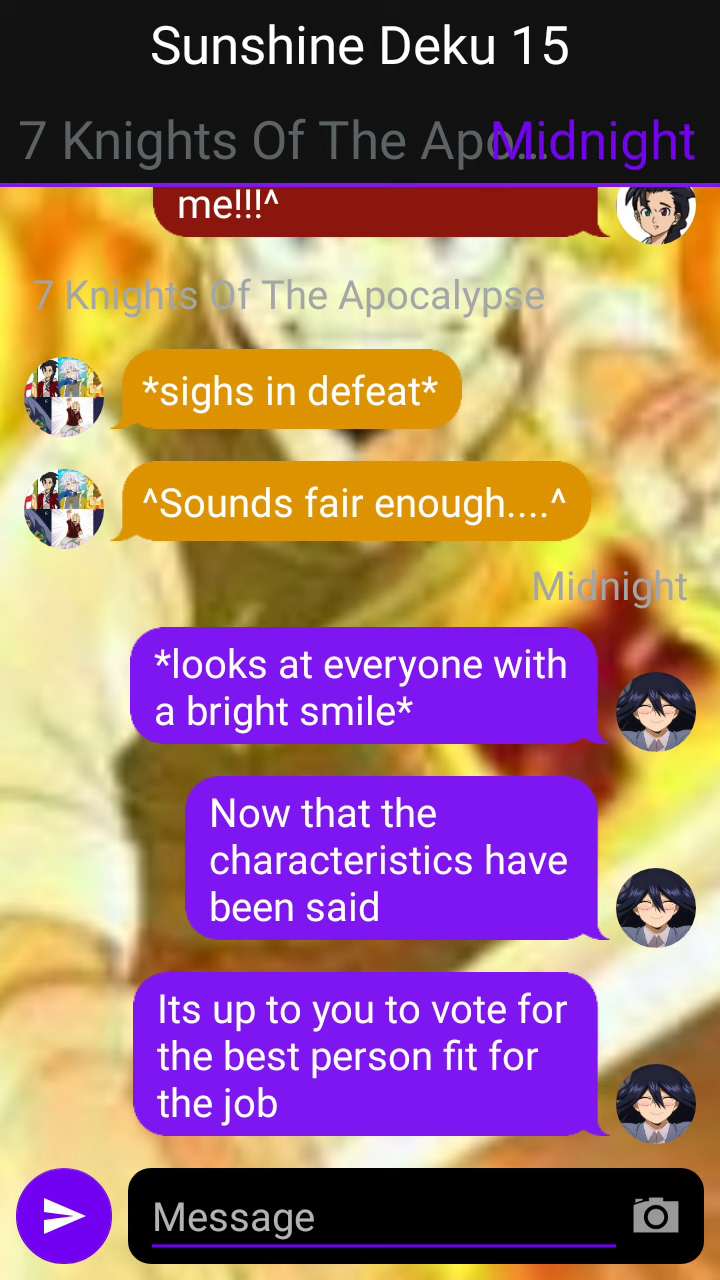 Sunshine Deku 15
7 Knights Of The Apo...
Midnight
me!!!^
7 Knights Of The Apocalypse
*sighs in defeat*
^Sounds fair enough....^
Midnight
*looks at everyone with
a bright smile*
Now that the
characteristics have
been said
Its up to you to vote for
the best person fit for
the job
Message